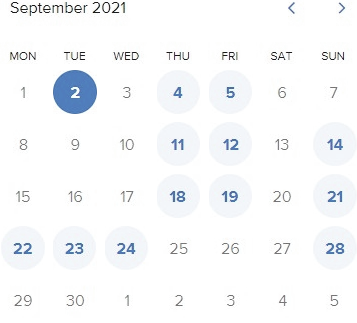 September 2021
MON TUE WED THU FRI SAT SUN
1 2 3 4 5 6 7
8 9 10 11 12 13 14
15 16 17 18 19 20 21
22 23 24 25 26 27 28
29 30 1 2 3 4 5